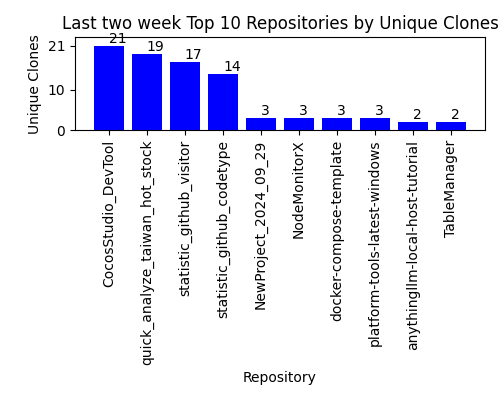 Last two week Top 10 Repositories by Unique Clones
Unique Clones
21
10
0
21
19
17
14
3
3
3
3
2
2
CocosStudio_DevTool
quick_analyze_taiwan_hot_stock
statistic_github_visitor
statistic_github_codetype
NewProject_2024_09_29
NodeMonitorX
docker-compose-template
platform-tools-latest-windows
anythingllm-local-host-tutorial
TableManager
Repository